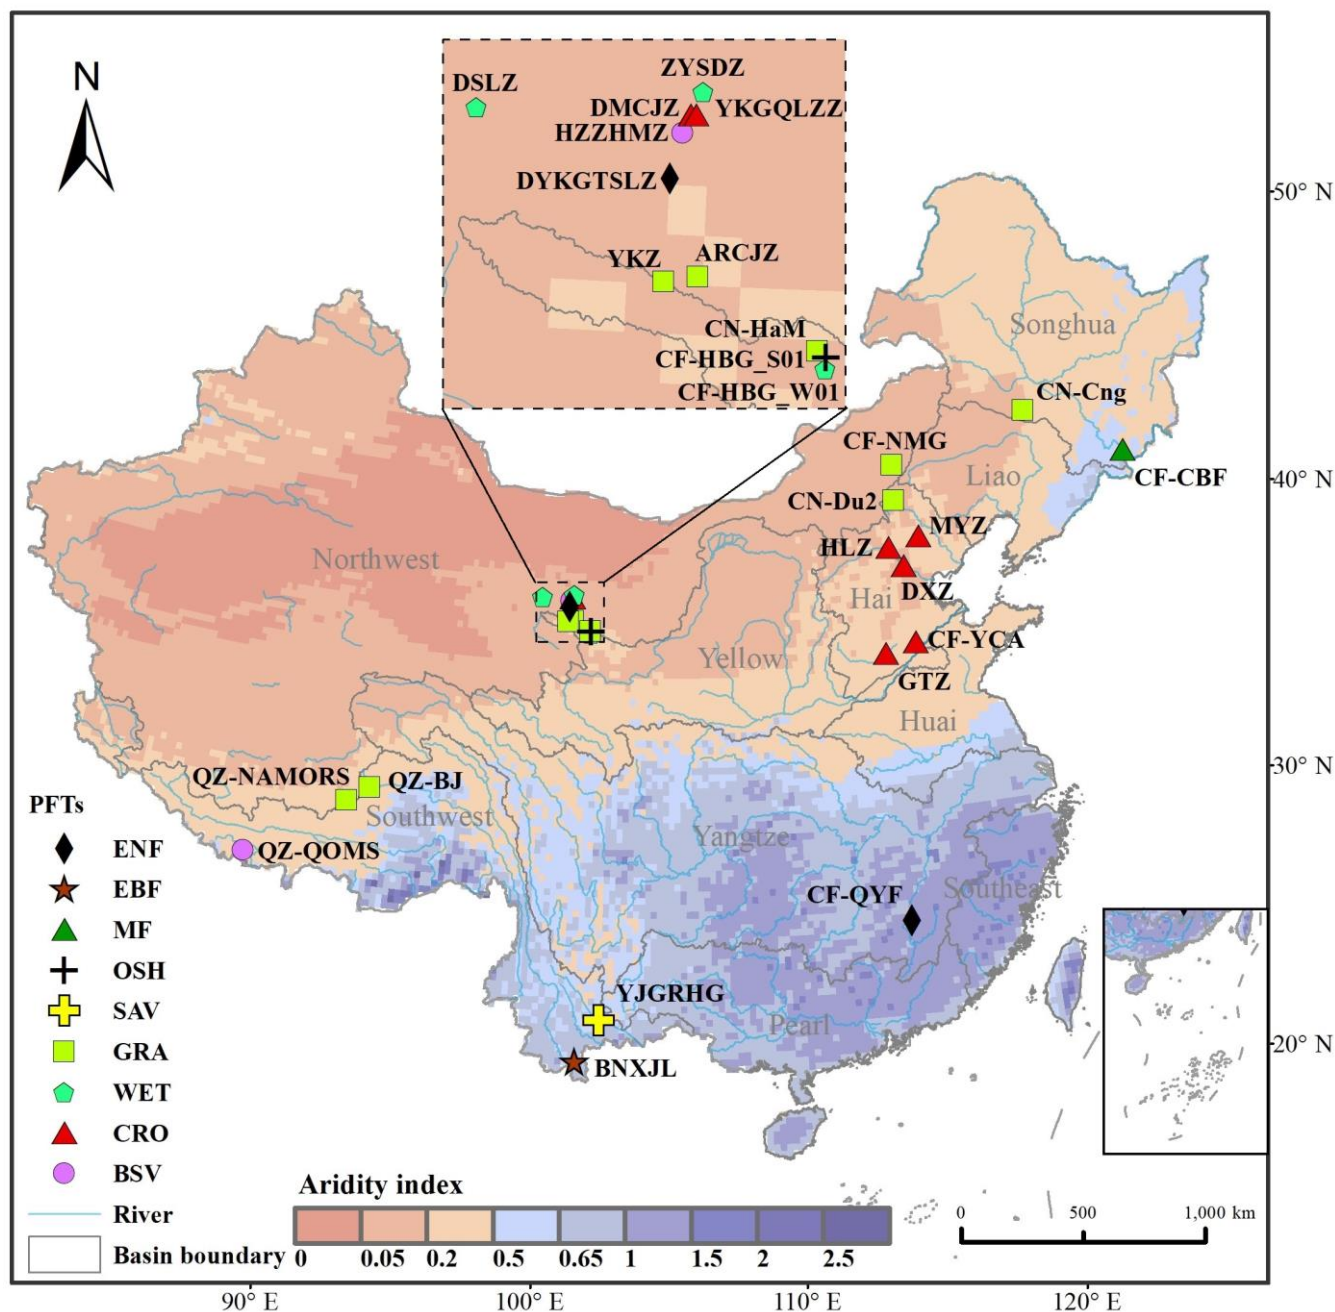 N
DSLZ
ZYSDZ
DMCJZ
YKGQLZZ
HZZHMZ
DYKGTSLZ
YKZ
ARCJZ
CN-HaM
CF-HBG_S01
CF-HBG_W01
50° N
Songhua
CN-Cng
CF-NMG
Liao
CF-CBF
40° N
CN-Du2
MYZ
HLZ
DXZ
Northwest
Hai
CF-YCA
Yellow
GTZ
Huai
30° N
QZ-NAMORS
QZ-BJ
Southwest
QZ-QOMS
Yangtze
Southeast
CF-QYF
YJGRHG
Pearl
BNXJL
20° N
PFTs
ENF
EBF
MF
OSH
SAV
GRA
WET
CRO
BSV
River
Basin boundary
Aridity index
0 0.05 0.2 0.5 0.65 1 1.5 2 2.5
0 500 1,000 km
90° E 100° E 110° E 120° E